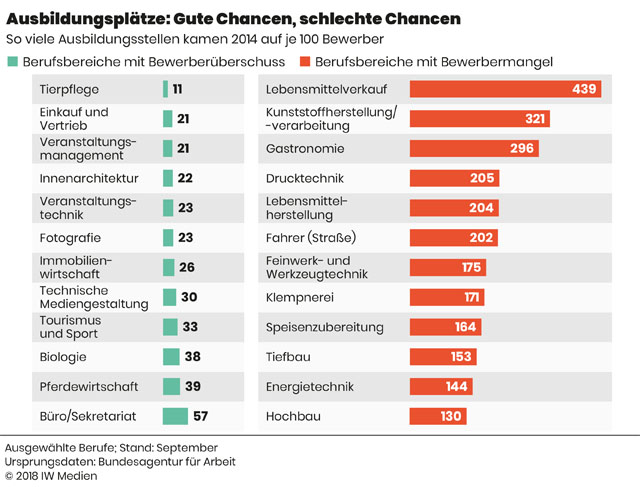 Ausbildungsplätze: Gute Chancen, schlechte Chancen
So viele Ausbildungsstellen kamen 2014 auf je 100 Bewerber
Berufsbereiche mit Bewerberüberschuss
Berufsbereiche mit Bewerbermangel
Tierpflege 11
Einkauf und
Vertrieb 21
Veranstaltungs-
management 21
Innenarchitektur 22
Veranstaltungs-
technik 23
Fotografie 23
Immobilien-
wirtschaft 26
Technische
Mediengestaltung 30
Tourismus
und Sport 33
Biologie 38
Pferdewirtschaft 39
Büro/Sekretariat 57
Lebensmittelverkauf 439
Kunststoffherstellung/
-verarbeitung 321
Gastronomie 296
Drucktechnik 205
Lebensmittel-
herstellung 204
Fahrer (Straße) 202
Feinwerk- und
Werkzeugtechnik 175
Klempnerei 171
Speisenzubereitung 164
Tiefbau 153
Energietechnik 144
Hochbau 130
Ausgewählte Berufe; Stand: September
Ursprungsdaten: Bundesagentur für Arbeit
© 2018 IW Medien